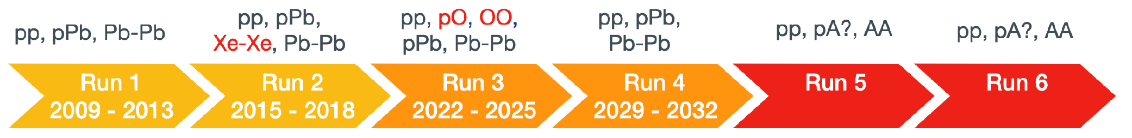 pp, pPb, Pb-Pb
pp, pPb,
Xe-Xe, Pb-Pb
pp, pO, OO,
pPb, Pb-Pb
pp, pPb,
Pb-Pb
pp, pA?, AA
pp, pA?, AA
Run 1
2009 - 2013
Run 2
2015 - 2018
Run 3
2022 - 2025
Run 4
2029 - 2032
Run 5
Run 6